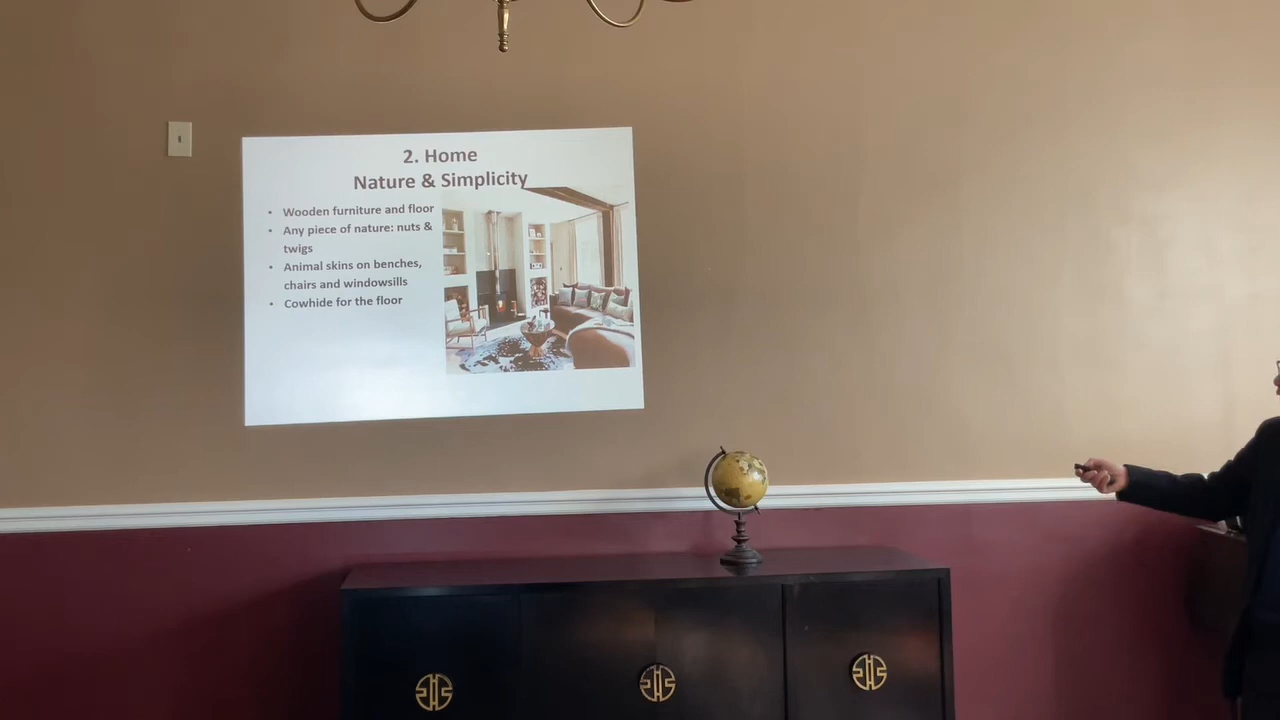 2. Home
Nature & Simplicity
• Wooden furniture and floor
• Any piece of nature: nuts &
twigs
• Animal skins on benches,
chairs and windowsills
• Cowhide for the floor